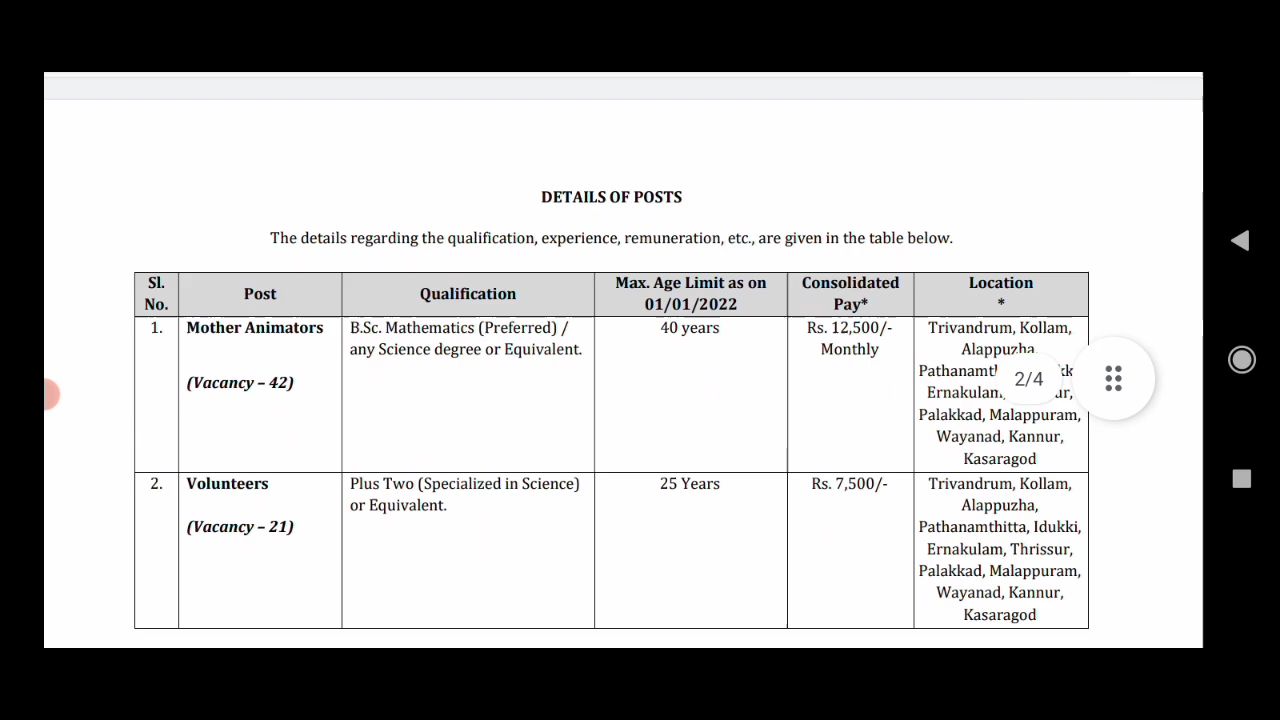 DETAILS OF POSTS
The details regarding the qualification, experience, remuneration, etc., are given in the table below.
Sl. No.
Post
Qualification
Max. Age Limit as on
01/01/2022
Consolidated
Pay*
Location
*
1.
Mother Animators
(Vacancy – 42)
B.Sc. Mathematics (Preferred) /
any Science degree or Equivalent.
40 years
Rs. 12,500/-
Monthly
Trivandrum, Kollam,
Alappuzha,
Ernakulam,
Palakkad, Malappuram,
Wayanad, Kannur,
Kasaragod
2/4
2.
Volunteers
(Vacancy – 21)
Plus Two (Specialized in Science)
or Equivalent.
25 Years
Rs. 7,500/-
Trivandrum, Kollam,
Alappuzha,
Pathanamthitta, Idukki,
Ernakulam, Thrissur,
Palakkad, Malappuram,
Wayanad, Kannur,
Kasaragod